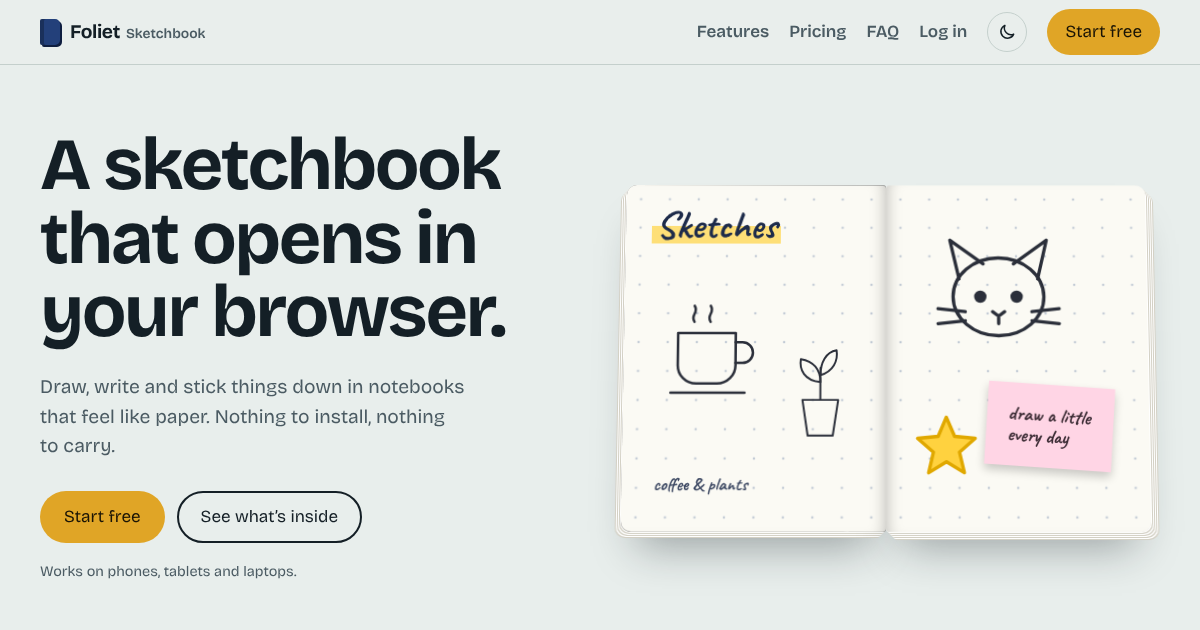 Foliet Sketchbook
Features Pricing FAQ Log in Start free
A sketchbook
that opens in
your browser.
Draw, write and stick things down in notebooks
that feel like paper. Nothing to install, nothing
to carry.
Start free See what’s inside
Works on phones, tablets and laptops.
Sketches
coffee & plants
draw a little
every day